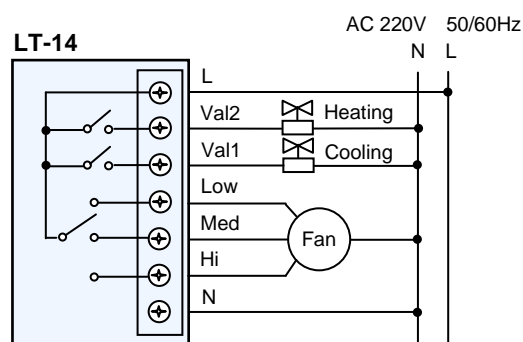 AC 220V 50/60Hz
N L
LT-14
L
Val2 Heating
Val1 Cooling
Low
Med
Fan
Hi
N